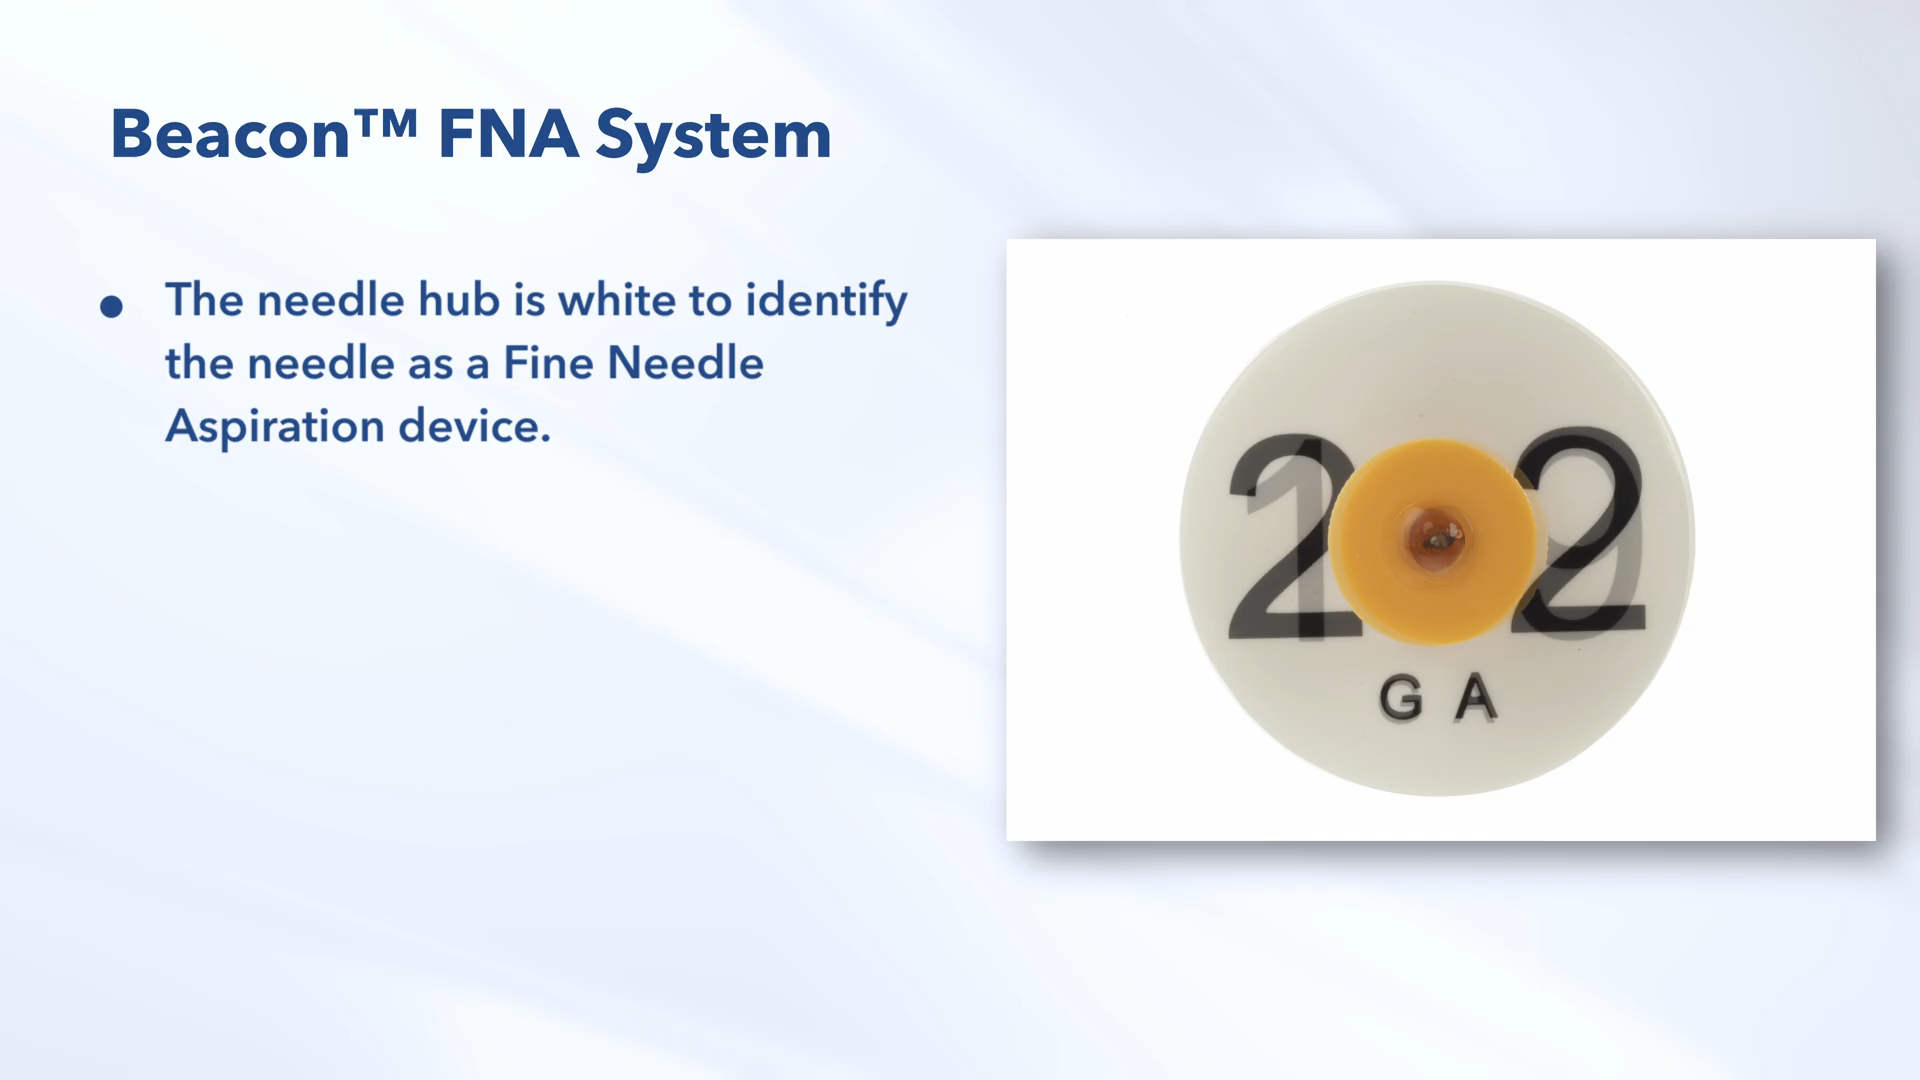 Beacon™ FNA System
• The needle hub is white to identify
the needle as a Fine Needle
Aspiration device.
22
GA